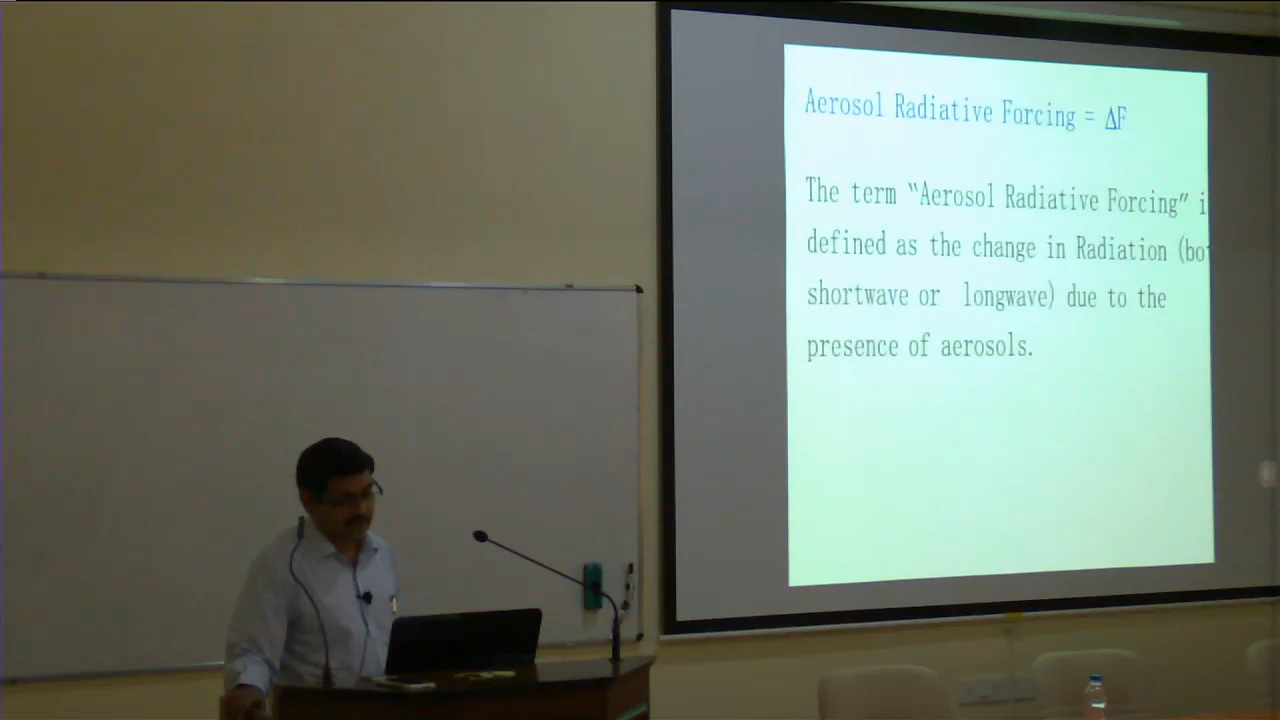 Aerosol Radiative Forcing = ΔF
The term “Aerosol Radiative Forcing” i
defined as the change in Radiation (bot
shortwave or longwave) due to the
presence of aerosols.